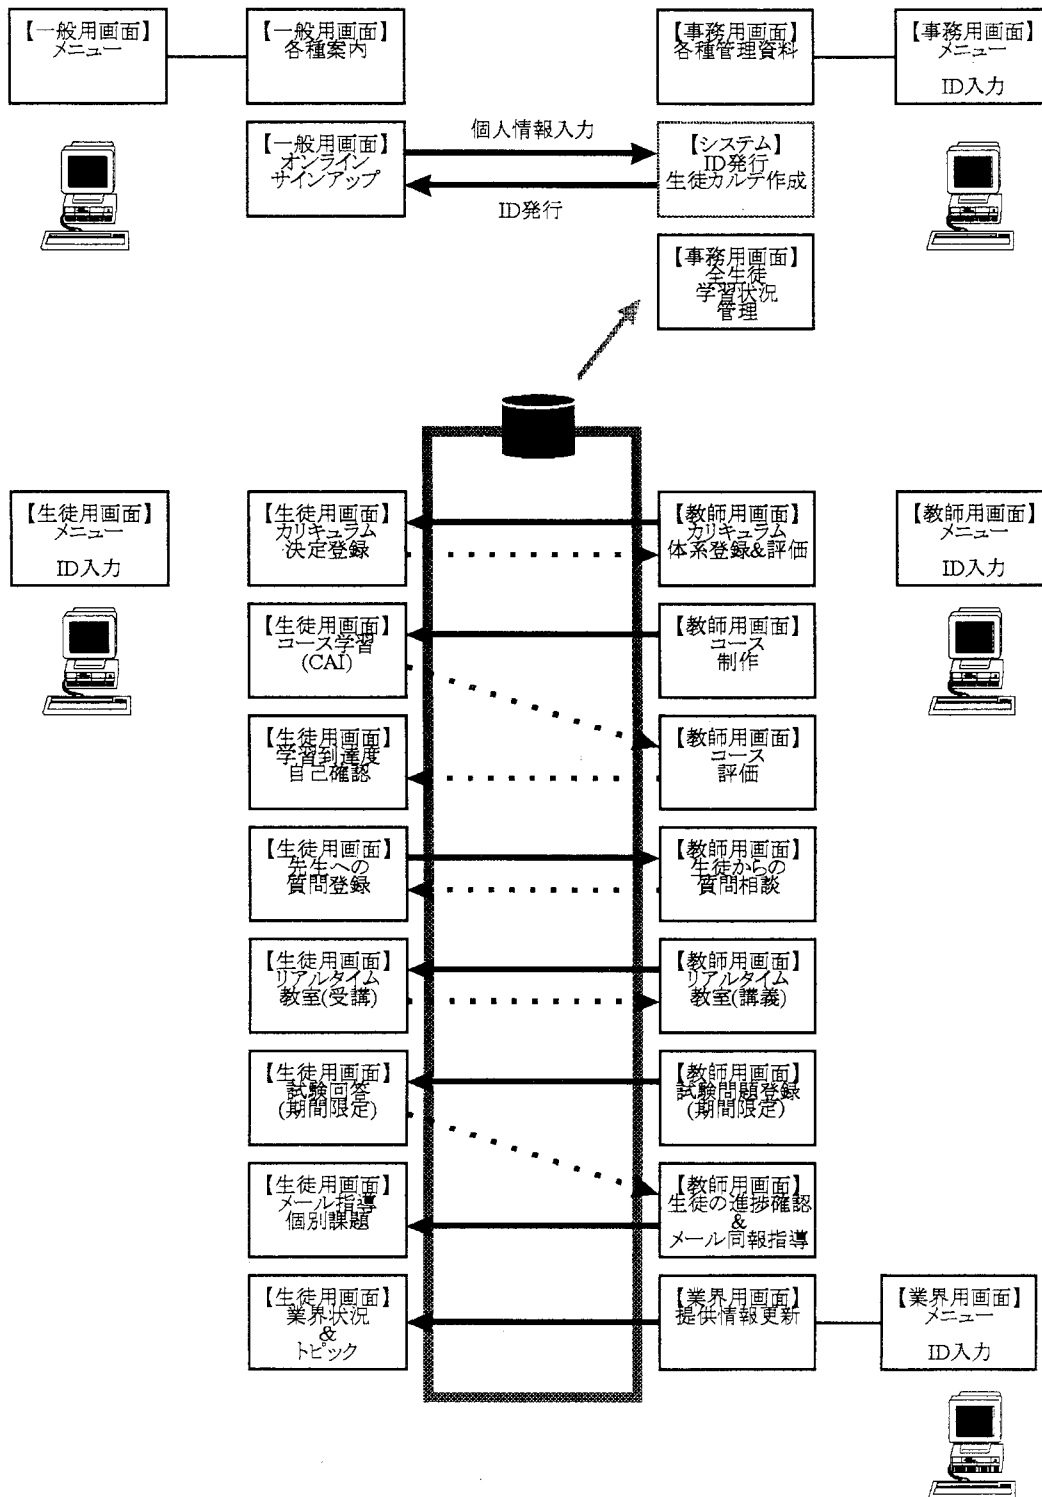 【一般用画面】
メニュー
【一般用画面】
各種案内
【事務用画面】
各種管理資料
【事務用画面】
メニュー
ID入力
【一般用画面】
オンライン
サインアップ
個人情報入力
ID発行
【システム】
ID発行
生徒カルテ作成
【事務用画面】
全生徒
学習状況
管理
【生徒用画面】
メニュー
ID入力
【生徒用画面】
カリキュラム
決定登録
【教師用画面】
カリキュラム
体系登録&評価
【教師用画面】
メニュー
ID入力
【生徒用画面】
コース学習
(CAI)
【教師用画面】
コース
制作
【生徒用画面】
学習到達度
自己確認
【教師用画面】
コース
評価
【生徒用画面】
先生への
質問登録
【教師用画面】
生徒からの
質問相談
【生徒用画面】
リアルタイム
教室(受講)
【教師用画面】
リアルタイム
教室(講義)
【生徒用画面】
試験回答
(期間限定)
【教師用画面】
試験問題登録
(期間限定)
【生徒用画面】
メール指導
個別課題
【教師用画面】
生徒の進捗確認
&
メール同報指導
【生徒用画面】
業界状況
&
トピック
【業界用画面】
提供情報更新
【業界用画面】
メニュー
ID入力